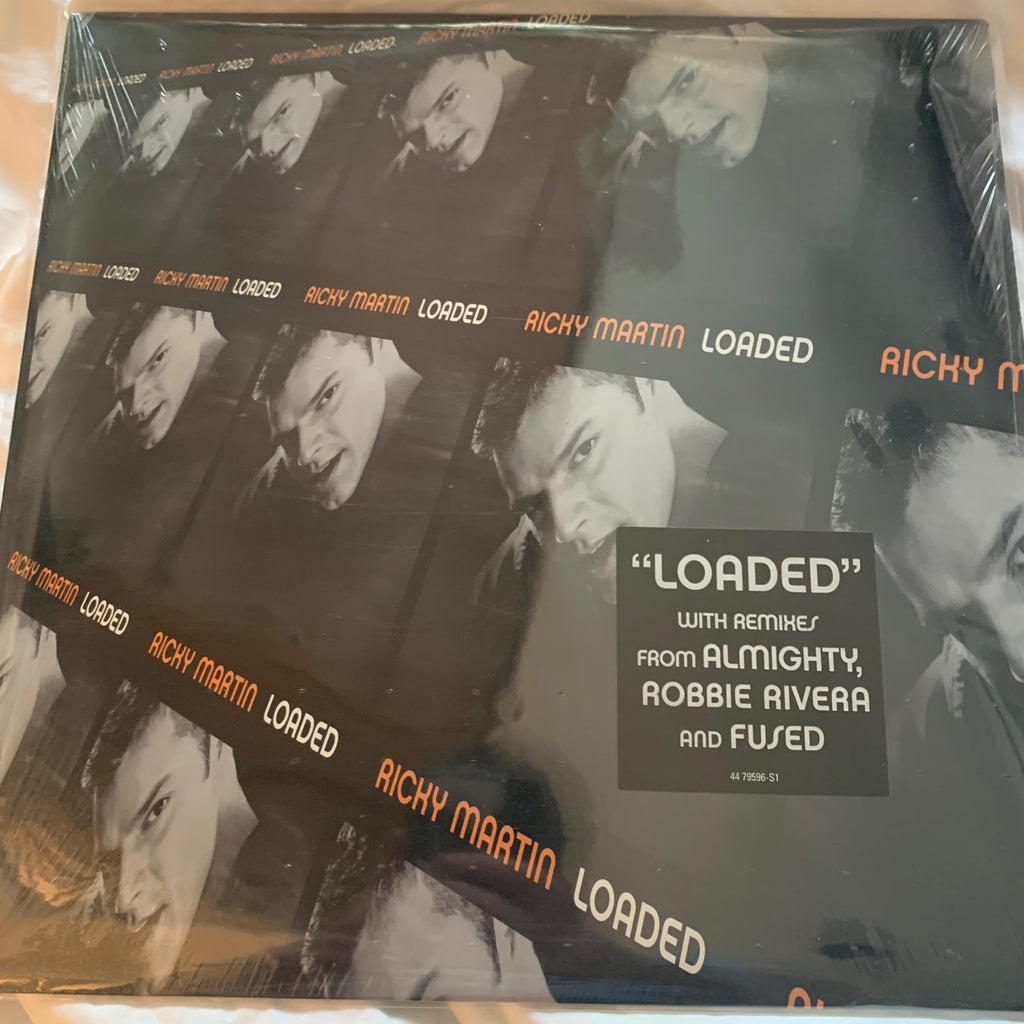 LOADED RICKY MARTIN LOADED RICKY MARTIN LOADED RICKY MARTIN LOADED
RICKY MARTIN LOADED RICKY MARTIN LOADED RICKY MARTIN LOADED RICKY MARTIN LOADED RICKY M
RICKY MARTIN LOADED RICKY MARTIN LOADED RICKY MARTIN LOADED
“LOADED”
WITH REMIXES
FROM ALMIGHTY,
ROBBIE RIVERA
AND FUSED
44 79596-S1